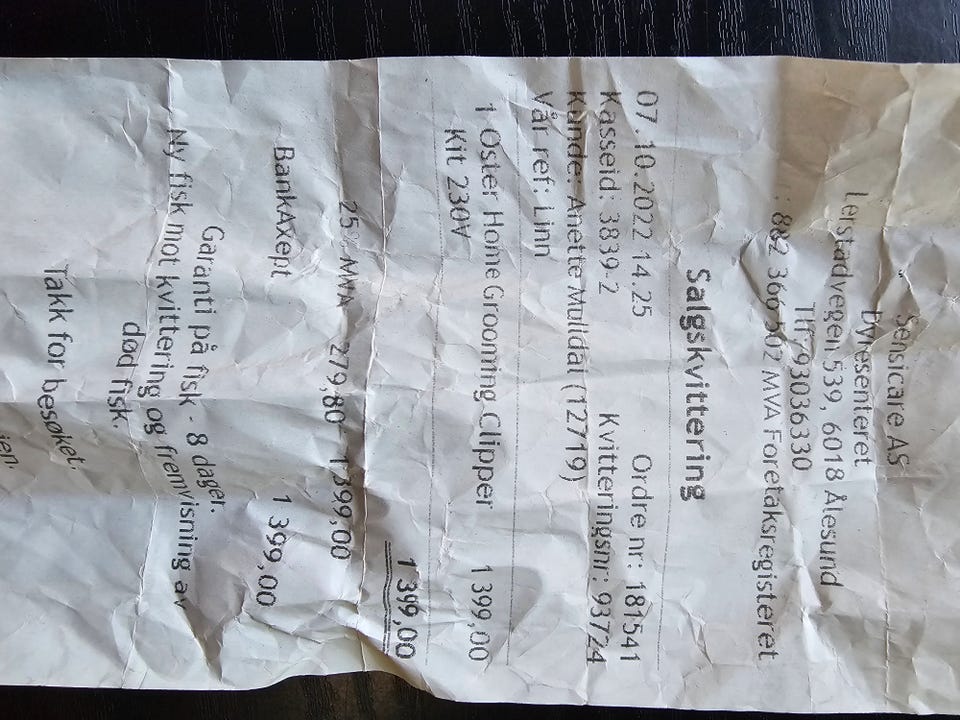 Sensicare AS
Dyresenteret
Lerstadvegen 539, 6018 Ålesund
Tlf: 93036330
: 882 366 502 MVA Foretaksregisteret
Salgskvittering
07.10.2022 14.25 Ordre nr: 181541
Kasseid: 3839-2 Kvitteringsnr: 93724
Kunde: Anette Mulldal (12719)
Vår ref: Linn
1 Oster Home Grooming Clipper 1 399,00
Kit 230V
1 399,00
25% MVA 279,80 1 399,00
BankAxept 1 399,00
Garanti på fisk - 8 dager.
Ny fisk mot kvittering og fremvisning av
død fisk.
Takk for besøket.